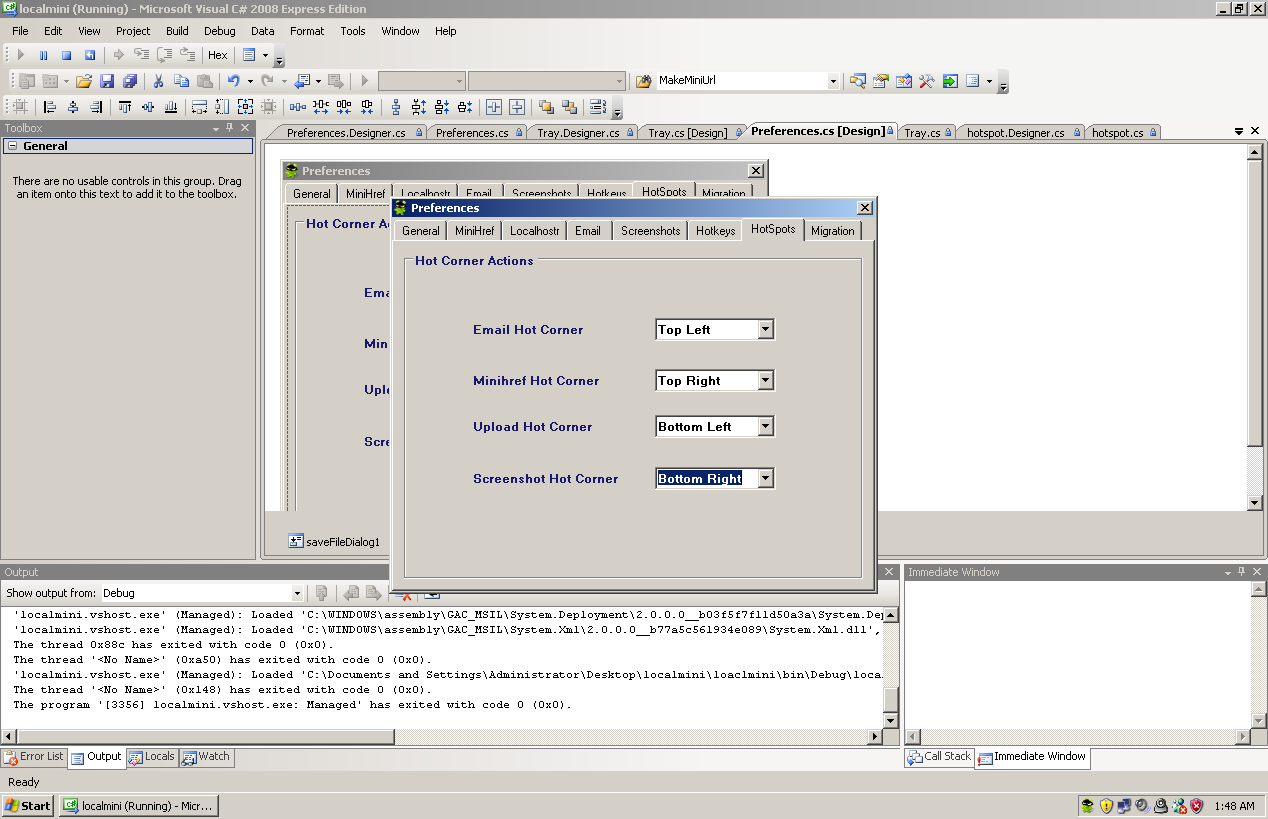 localmini (Running) - Microsoft Visual C# 2008 Express Edition
File Edit View Project Build Debug Data Format Tools Window Help
Hex
MakeMiniUrl
Toolbox
General
There are no usable controls in this group. Drag
an item onto this text to add it to the toolbox.
Preferences.Designer.cs Preferences.cs Tray.Designer.cs Tray.cs [Design] Preferences.cs [Design] Tray.cs hotspot.Designer.cs hotspot.cs
Preferences
General MiniHref Localhostr Email Screenshots Hotkeys HotSpots Migration
Hot Corner A
Ema
Min
Uplo
Scre
saveFileDialog1
Preferences
General MiniHref Localhostr Email Screenshots Hotkeys HotSpots Migration
Hot Corner Actions
Email Hot Corner Top Left
Minihref Hot Corner Top Right
Upload Hot Corner Bottom Left
Screenshot Hot Corner Bottom Right
Output
Show output from: Debug
'localmini.vshost.exe' (Managed): Loaded 'C:\WINDOWS\assembly\GAC_MSIL\System.Deployment\2.0.0.0__b03f5f7f11d50a3a\System.De
'localmini.vshost.exe' (Managed): Loaded 'C:\WINDOWS\assembly\GAC_MSIL\System.Xml\2.0.0.0__b77a5c561934e089\System.Xml.dll',
The thread 0x88c has exited with code 0 (0x0).
The thread '<No Name>' (0xa50) has exited with code 0 (0x0).
'localmini.vshost.exe' (Managed): Loaded 'C:\Documents and Settings\Administrator\Desktop\localmini\loaclmini\bin\Debug\loca
The thread '<No Name>' (0x148) has exited with code 0 (0x0).
The program '[3356] localmini.vshost.exe: Managed' has exited with code 0 (0x0).
Immediate Window
Error List Output Locals Watch
Call Stack Immediate Window
Ready
Start localmini (Running) - Micr... 1:48 AM